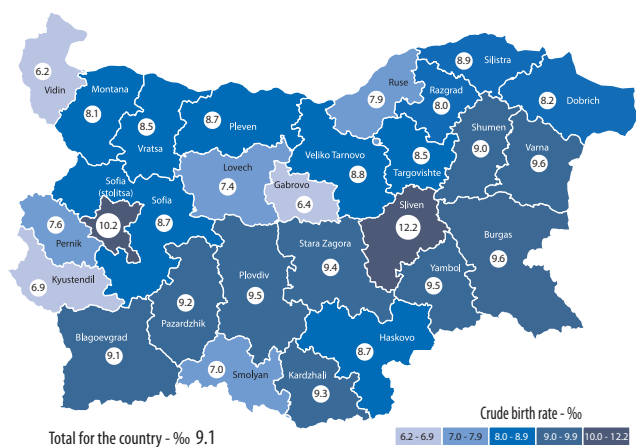 8.9
Silistra
6.2
Vidin
Ruse
7.9
Razgrad
8.0
8.2
Dobrich
Montana
8.1
8.5
Vratsa
8.7
Pleven
Shumen
9.0
Varna
9.6
Veliko Tarnovo
8.8
8.5
Targovishte
Lovech
7.4
Gabrovo
6.4
Sofia
(stolitsa)
10.2
Sofia
8.7
Sliven
12.2
7.6
Pernik
6.9
Kyustendil
Burgas
9.6
Stara Zagora
9.4
Plovdiv
9.5
Yambol
9.5
9.2
Pazardzhik
Blagoevgrad
9.1
Haskovo
8.7
7.0
Smolyan
Kardzhali
9.3
Total for the country - ‰ 9.1
Crude birth rate - ‰
6.2 - 6.9 7.0 - 7.9 8.0 - 8.9 9.0 - 9.9 10.0 - 12.2